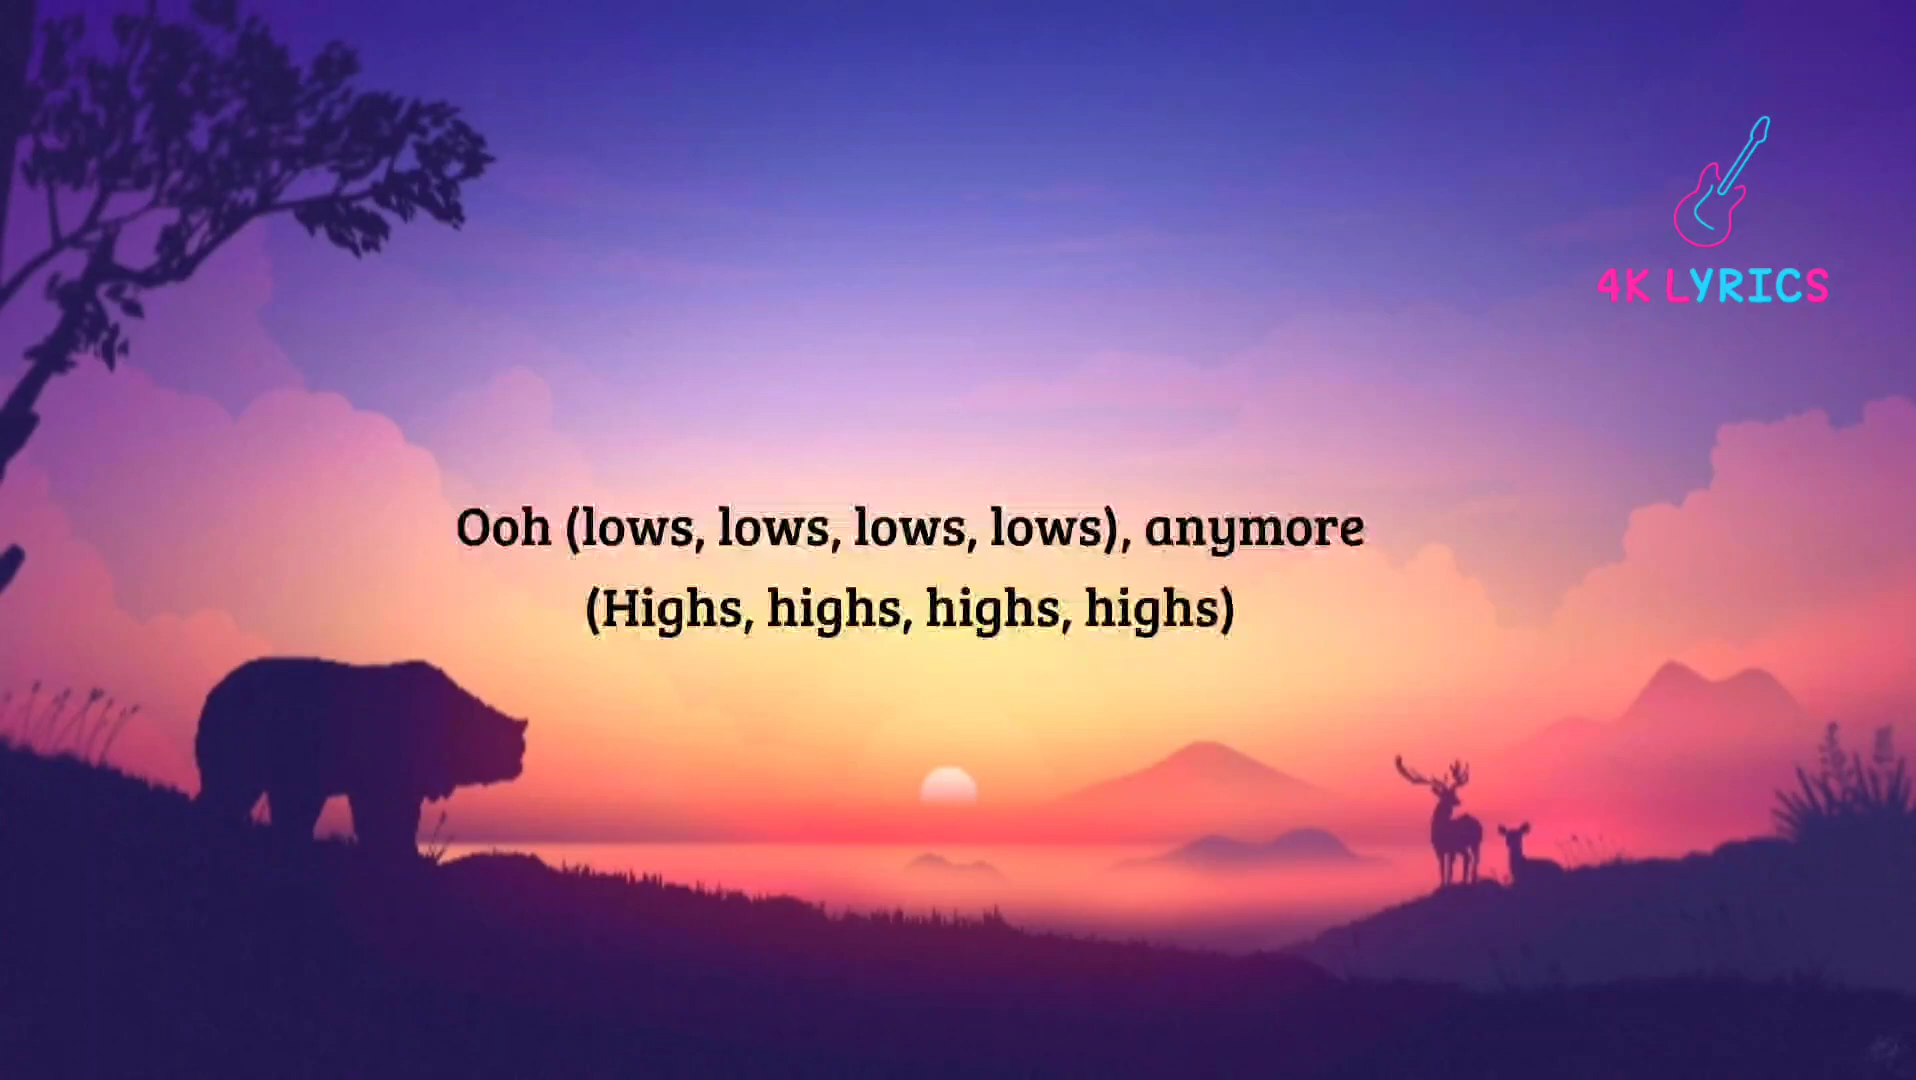 4K LYRICS
Ooh (lows, lows, lows, lows), anymore
(Highs, highs, highs, highs)